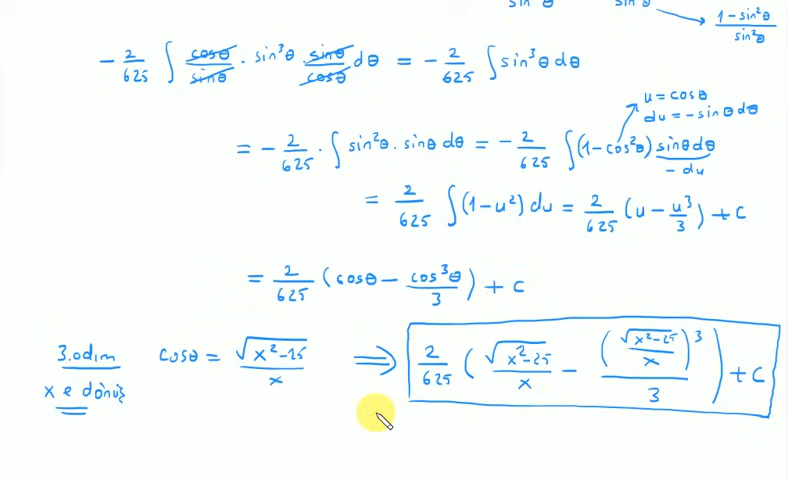 sin θ sin θ
1-sin²θ / sin²θ
-2/625 ∫ cosθ/sinθ · sin³θ · sinθ/cosθ dθ = -2/625 ∫ sin³θ dθ
u = cosθ
du = -sinθ dθ
= -2/625 · ∫ sin²θ · sinθ dθ = -2/625 ∫ (1-cos²θ) sinθdθ
-du
= 2/625 ∫ (1-u²) du = 2/625 (u - u³/3) + c
= 2/625 (cosθ - cos³θ/3) + c
3.adım cosθ = √x²-25 / x ⟹ 2/625 ( √x²-25 / x - ( √x²-25 / x )³ / 3 ) + c
x e dönüş